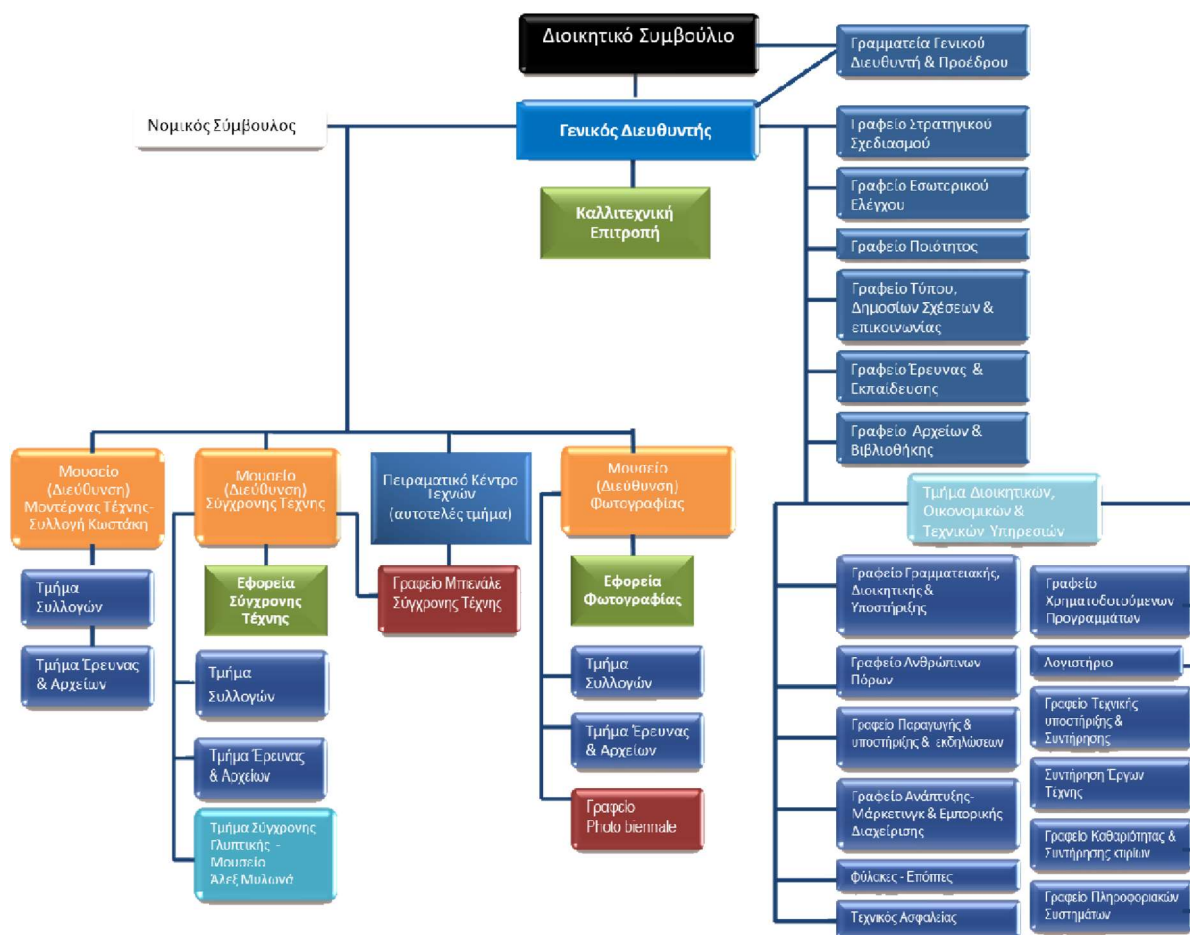 Διοικητικό Συμβούλιο
Γραμματεία Γενικού
Διευθυντή & Προέδρου
Νομικός Σύμβουλος
Γενικός Διευθυντής
Γραφείο Στρατηγικού
Σχεδιασμού
Γραφείο Εσωτερικού
Ελέγχου
Καλλιτεχνική
Επιτροπή
Γραφείο Ποιότητος
Γραφείο Τύπου,
Δημοσίων Σχέσεων &
επικοινωνίας
Γραφείο Έρευνας &
Εκπαίδευσης
Γραφείο Αρχείων &
Βιβλιοθήκης
Μουσείο
(Διεύθυνση)
Μοντέρνας Τέχνης-
Συλλογή Κωστάκη
Μουσείο
(Διεύθυνση)
Σύγχρονης Τέχνης
Πειραματικό Κέντρο
Τεχνών
(αυτοτελές τμήμα)
Μουσείο
(Διεύθυνση)
Φωτογραφίας
Τμήμα Διοικητικών,
Οικονομικών &
Τεχνικών Υπηρεσιών
Τμήμα
Συλλογών
Τμήμα Έρευνας
& Αρχείων
Εφορεία
Σύγχρονης
Τέχνης
Τμήμα
Συλλογών
Τμήμα Έρευνας
& Αρχείων
Τμήμα Σύγχρονης
Γλυπτικής -
Μουσείο
Άλεξ Μυλωνά
Γραφείο Μπιενάλε
Σύγχρονης Τέχνης
Εφορεία
Φωτογραφίας
Τμήμα
Συλλογών
Τμήμα Έρευνας
& Αρχείων
Γραφείο
Photo biennale
Γραφείο Γραμματειακής,
Διοικητικής &
Υποστήριξης
Γραφείο Ανθρώπινων
Πόρων
Γραφείο Παραγωγής &
υποστήριξης & εκδηλώσεων
Γραφείο Ανάπτυξης-
Μάρκετινγκ & Εμπορικής
Διαχείρισης
Φύλακες - Επόπτες
Τεχνικός Ασφαλείας
Γραφείο
Χρηματοδοτούμενων
Προγραμμάτων
Λογιστήριο
Γραφείο Τεχνικής
υποστήριξης &
Συντήρησης
Συντήρηση Έργων
Τέχνης
Γραφείο Καθαριότητας &
Συντήρησης κτιρίων
Γραφείο Πληροφοριακών
Συστημάτων